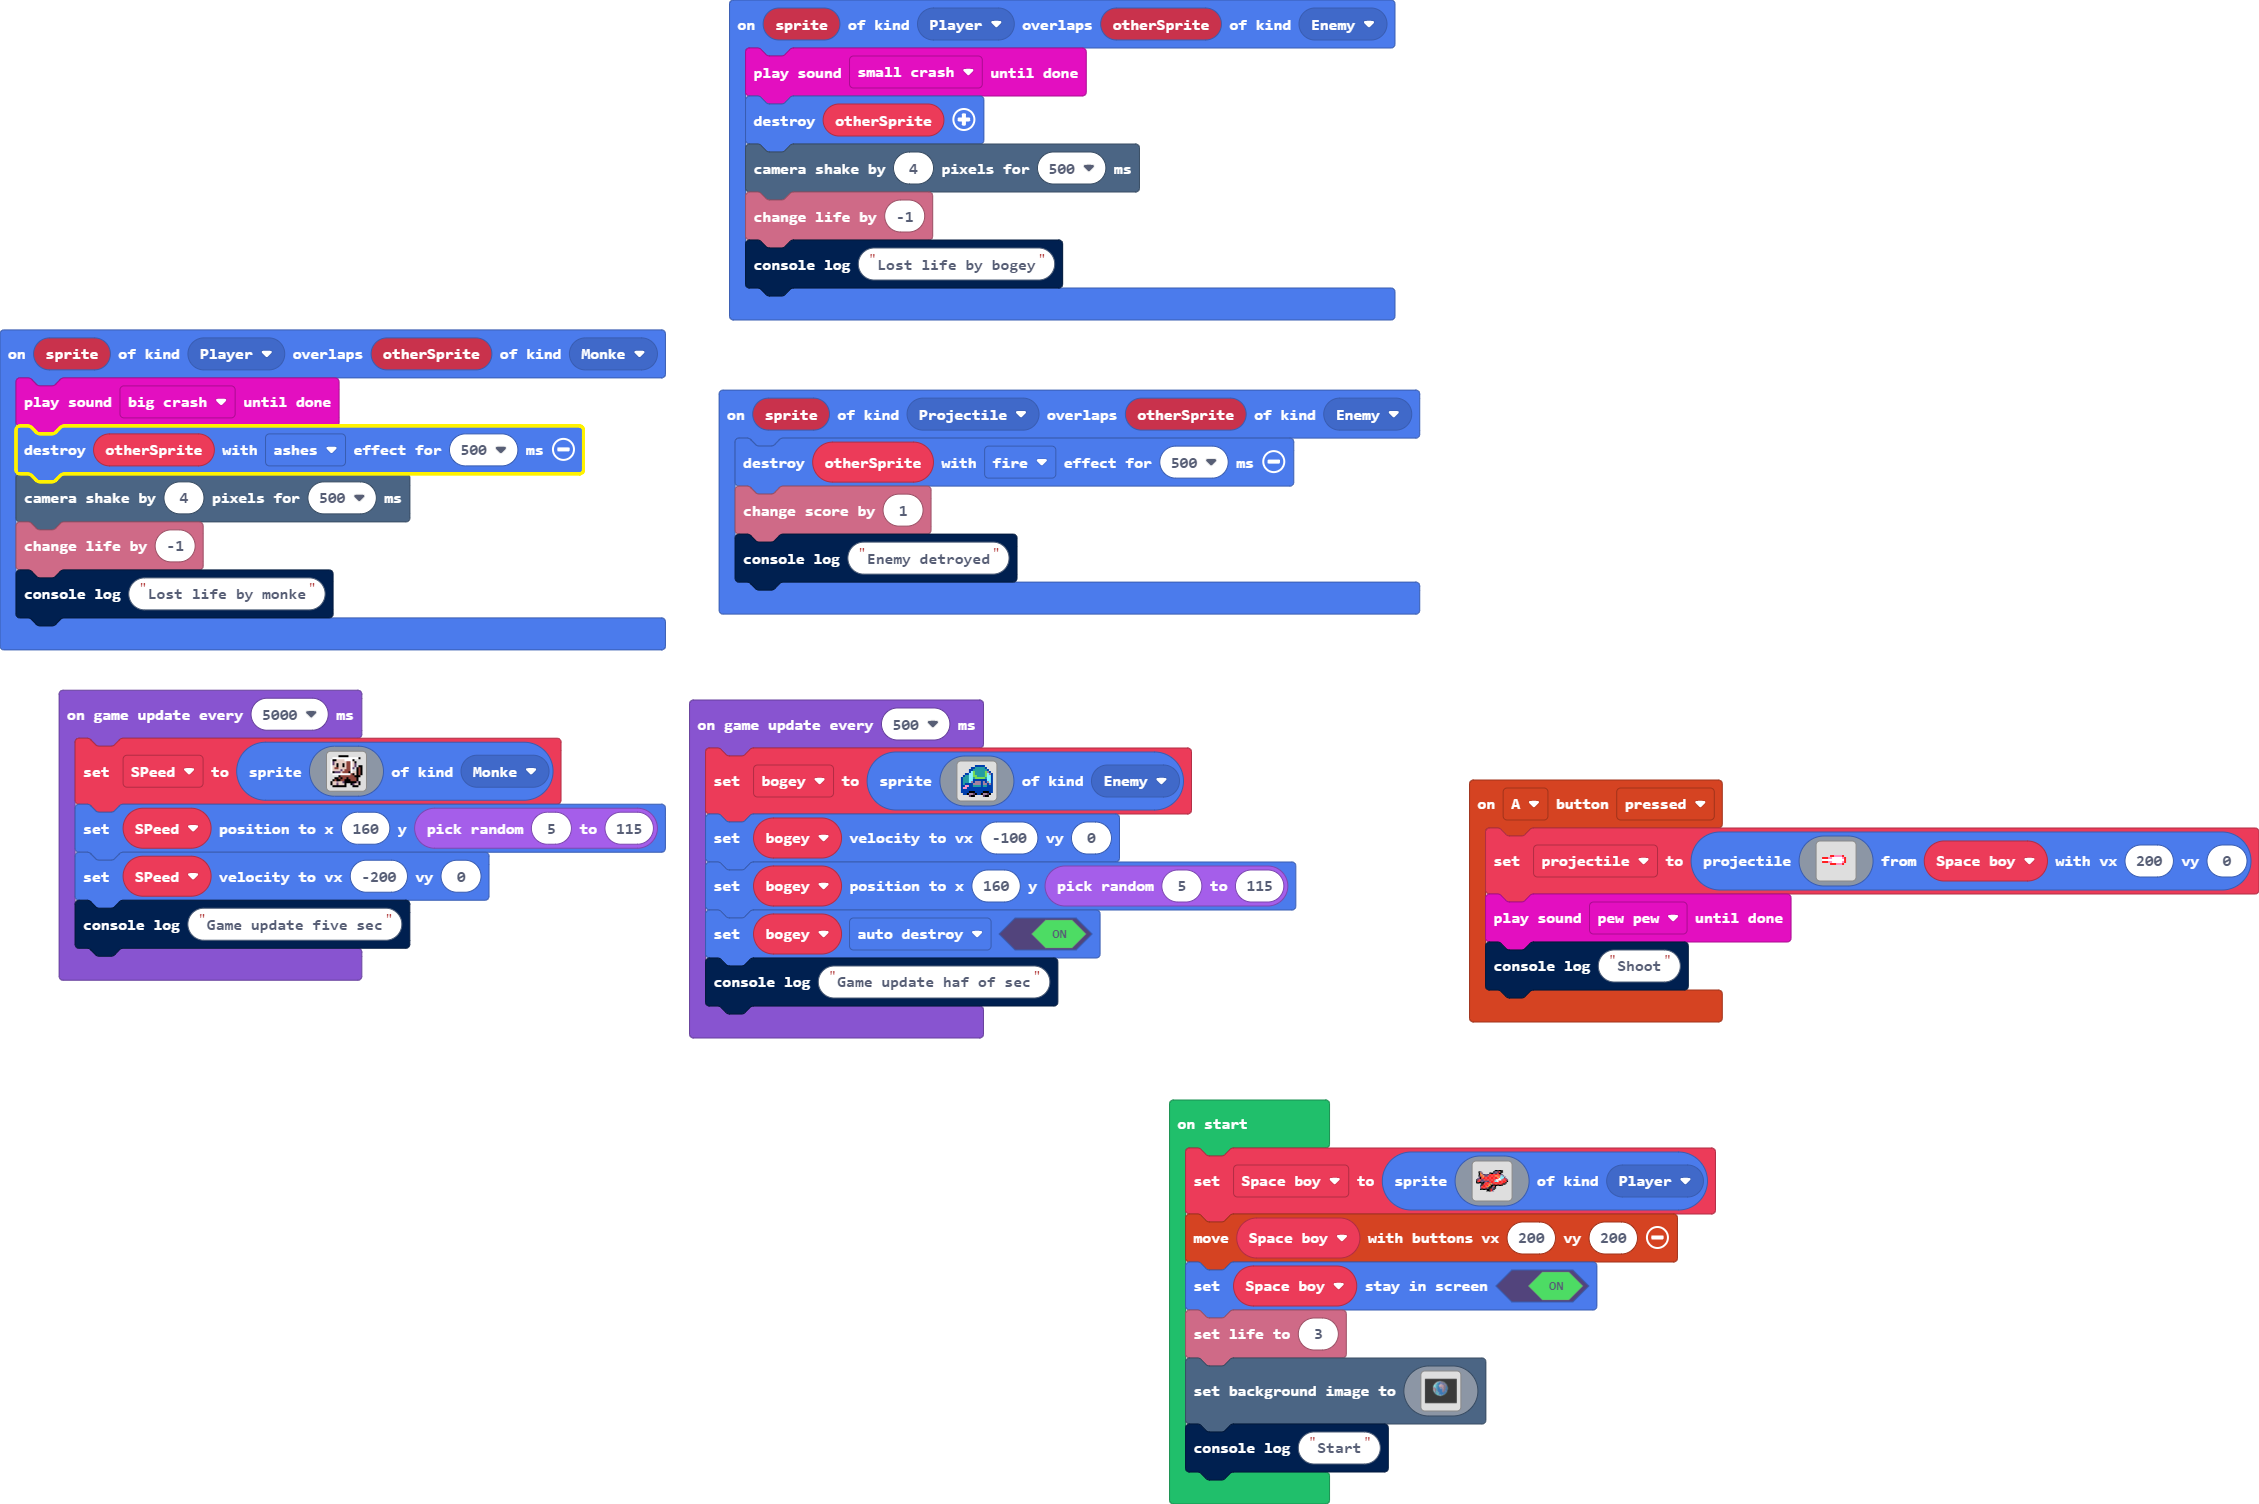 on sprite of kind Player overlaps otherSprite of kind Enemy
play sound small crash until done
destroy otherSprite
camera shake by 4 pixels for 500 ms
change life by -1
console log "Lost life by bogey"
on sprite of kind Player overlaps otherSprite of kind Monke
play sound big crash until done
destroy otherSprite with ashes effect for 500 ms
camera shake by 4 pixels for 500 ms
change life by -1
console log "Lost life by monke"
on sprite of kind Projectile overlaps otherSprite of kind Enemy
destroy otherSprite with fire effect for 500 ms
change score by 1
console log "Enemy detroyed"
on game update every 5000 ms
set SPeed to sprite of kind Monke
set SPeed position to x 160 y pick random 5 to 115
set SPeed velocity to vx -200 vy 0
console log "Game update five sec"
on game update every 500 ms
set bogey to sprite of kind Enemy
set bogey velocity to vx -100 vy 0
set bogey position to x 160 y pick random 5 to 115
set bogey auto destroy ON
console log "Game update haf of sec"
on A button pressed
set projectile to projectile from Space boy with vx 200 vy 0
play sound pew pew until done
console log "Shoot"
on start
set Space boy to sprite of kind Player
move Space boy with buttons vx 200 vy 200
set Space boy stay in screen ON
set life to 3
set background image to
console log "Start"